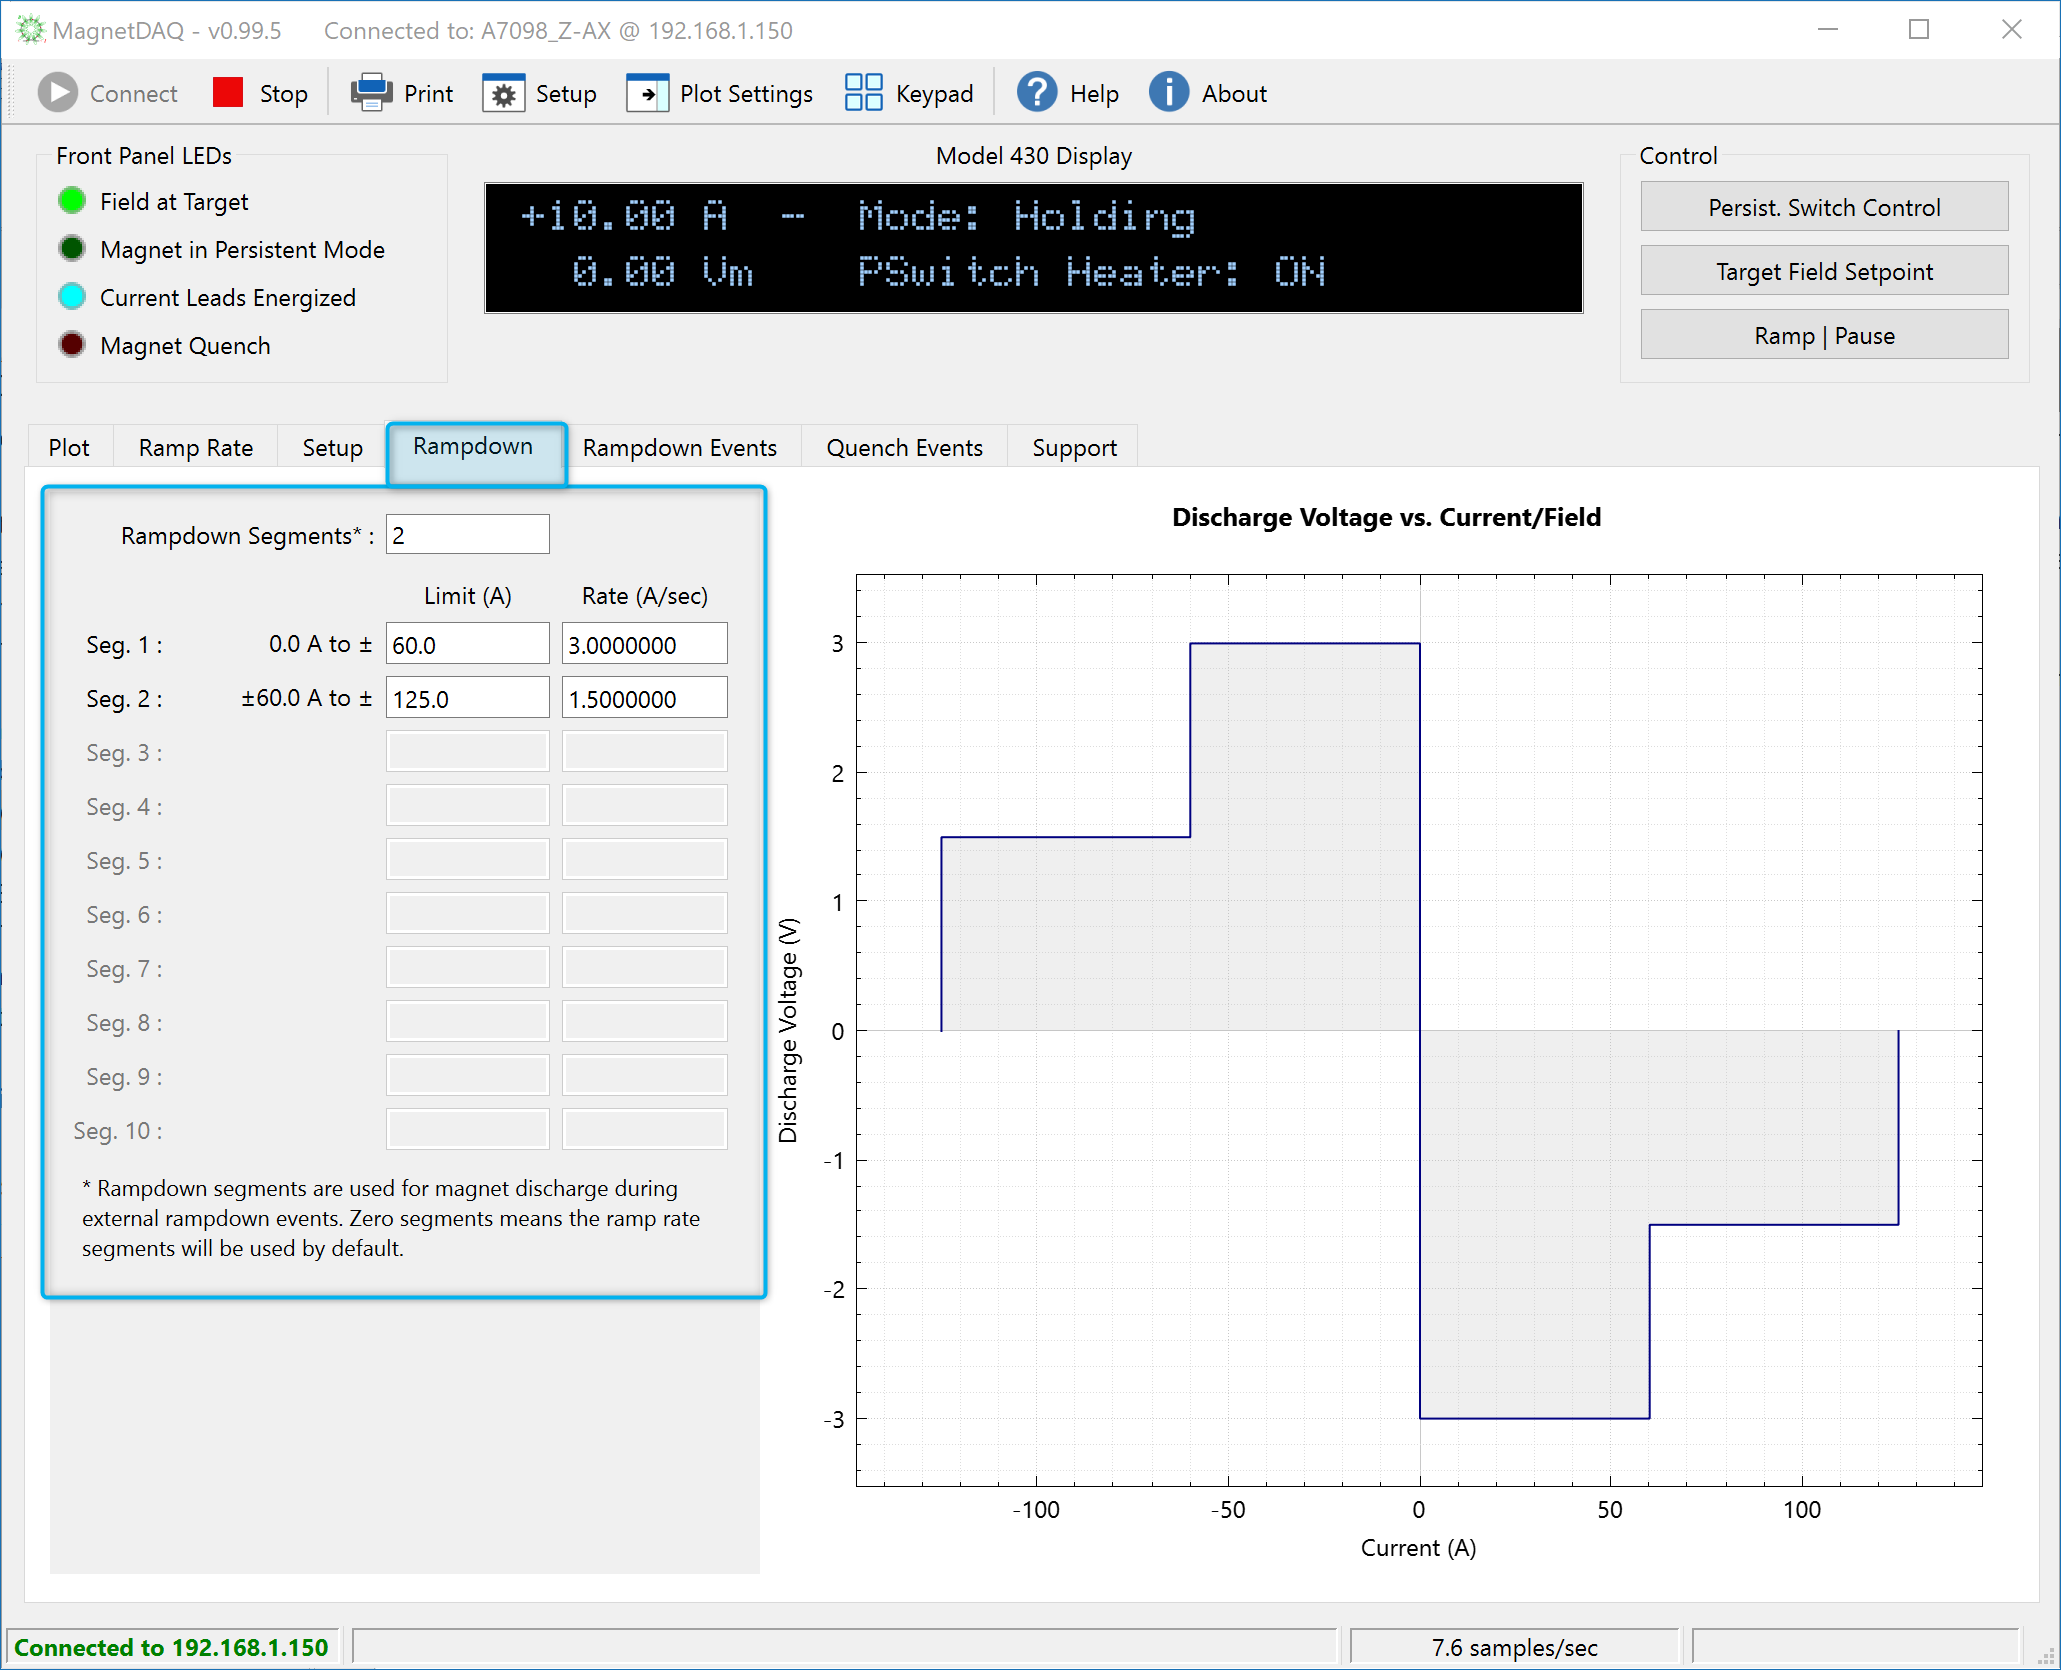 MagnetDAQ - v0.99.5 Connected to: A7098_Z-AX @ 192.168.1.150
Connect Stop Print Setup Plot Settings Keypad Help About
Front Panel LEDs
Field at Target
Magnet in Persistent Mode
Current Leads Energized
Magnet Quench
Model 430 Display
+10.00 A - Mode: Holding
0.00 Vm PSwitch Heater: ON
Control
Persist. Switch Control
Target Field Setpoint
Ramp | Pause
Plot Ramp Rate Setup Rampdown Rampdown Events Quench Events Support
Rampdown Segments* : 2
Limit (A) Rate (A/sec)
Seg. 1 : 0.0 A to ± 60.0 3.0000000
Seg. 2 : ±60.0 A to ± 125.0 1.5000000
Seg. 3 :
Seg. 4 :
Seg. 5 :
Seg. 6 :
Seg. 7 :
Seg. 8 :
Seg. 9 :
Seg. 10 :
* Rampdown segments are used for magnet discharge during
external rampdown events. Zero segments means the ramp rate
segments will be used by default.
Discharge Voltage vs. Current/Field
Discharge Voltage (V)
3
2
1
0
-1
-2
-3
-100 -50 0 50 100
Current (A)
Connected to 192.168.1.150 7.6 samples/sec